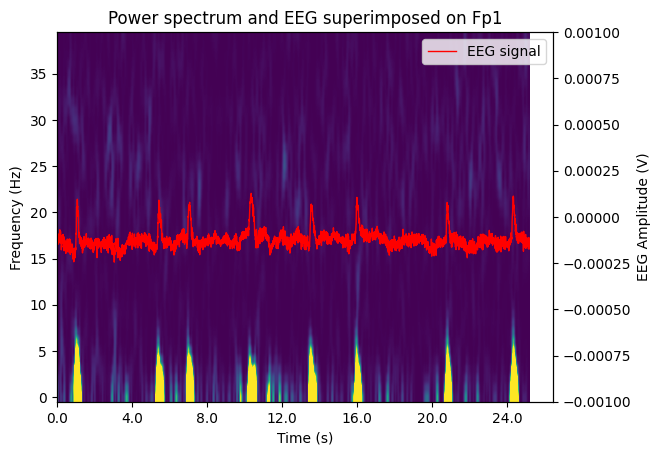 Power spectrum and EEG superimposed on Fp1
EEG signal
Frequency (Hz)
35
30
25
20
15
10
5
0
0.00100
0.00075
0.00050
0.00025
0.00000
−0.00025
−0.00050
−0.00075
−0.00100
EEG Amplitude (V)
0.0 4.0 8.0 12.0 16.0 20.0 24.0
Time (s)